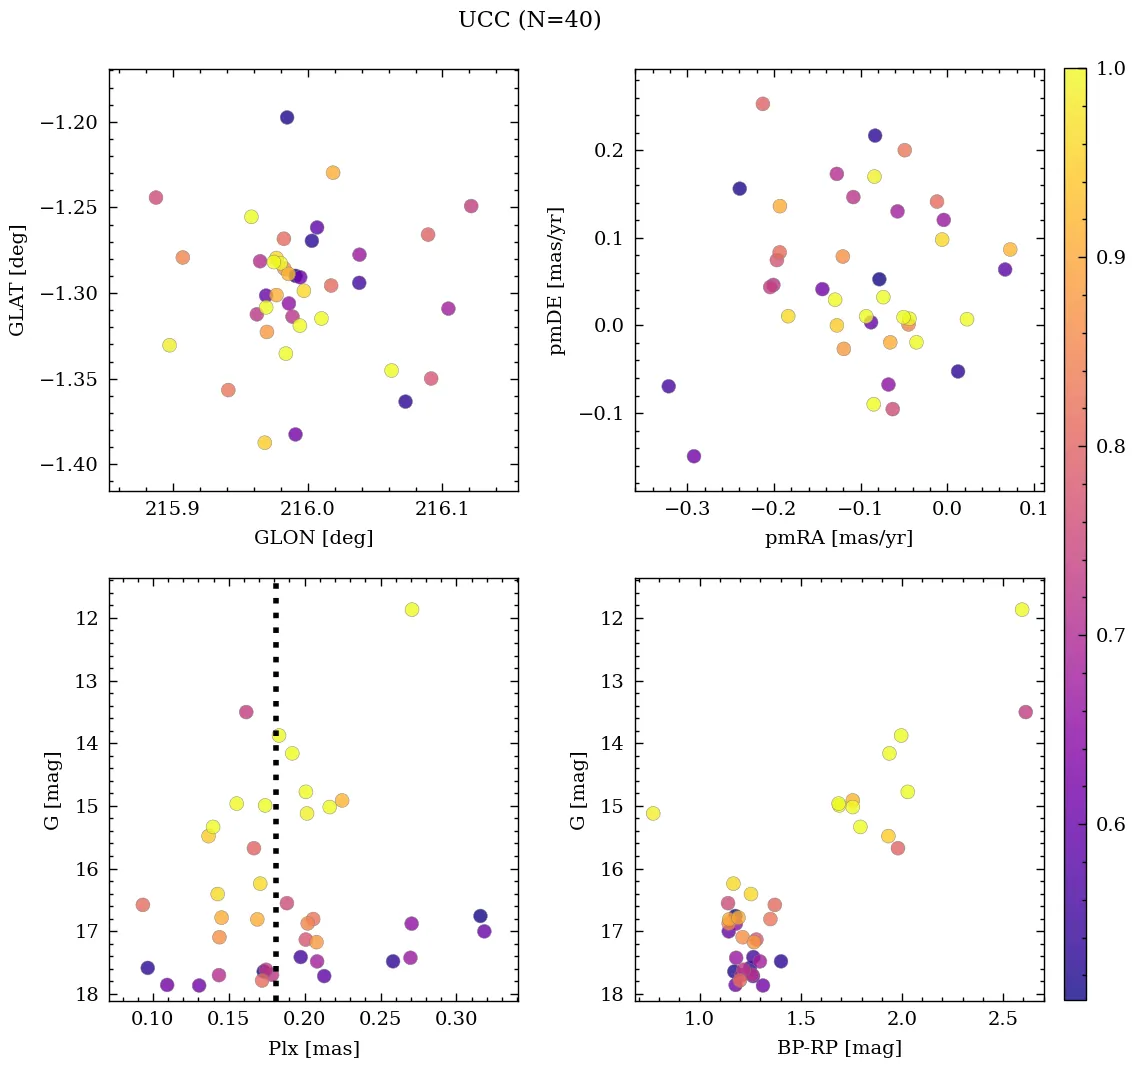 UCC (N=40)
−1.20
−1.25
−1.30
−1.35
−1.40
GLAT [deg]
215.9 216.0 216.1
GLON [deg]
0.2
0.1
0.0
−0.1
pmDE [mas/yr]
−0.3 −0.2 −0.1 0.0 0.1
pmRA [mas/yr]
1.0
0.9
0.8
0.7
0.6
12
13
14
15
16
17
18
G [mag]
0.10 0.15 0.20 0.25 0.30
Plx [mas]
12
13
14
15
16
17
18
G [mag]
1.0 1.5 2.0 2.5
BP-RP [mag]